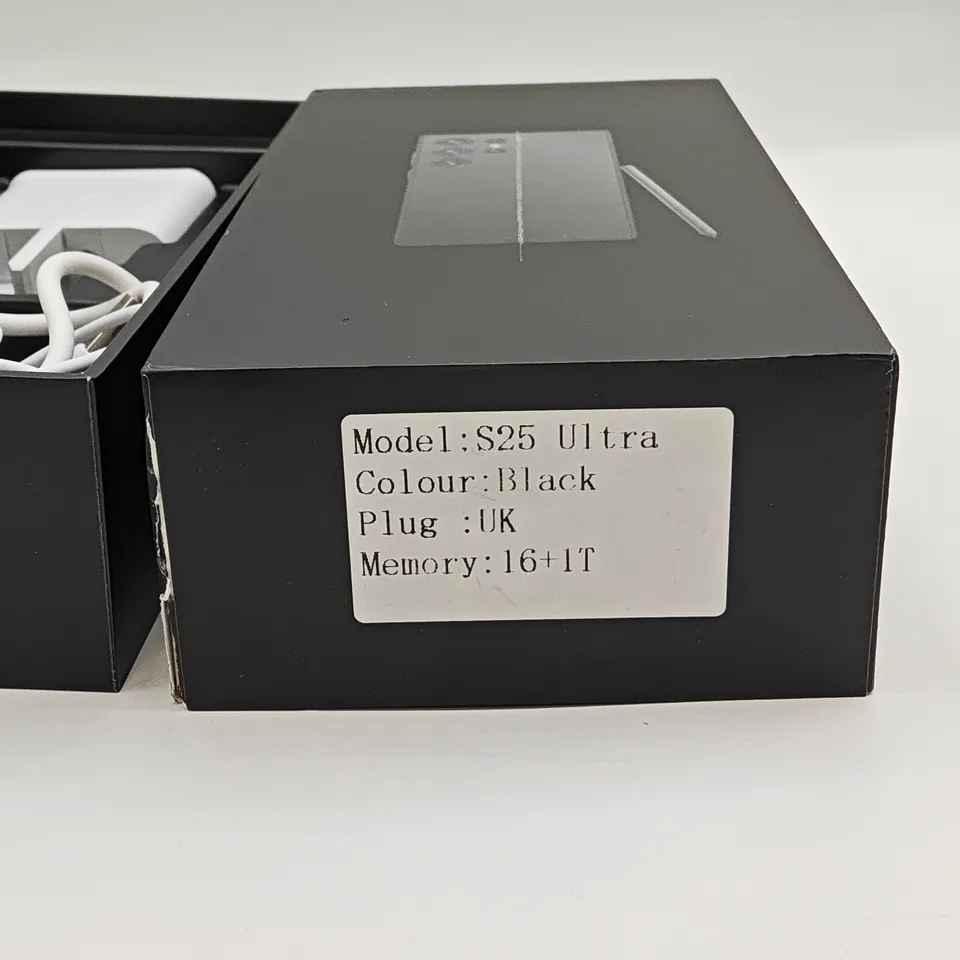 Model:S25 Ultra
Colour:Black
Plug :UK
Memory:16+1T